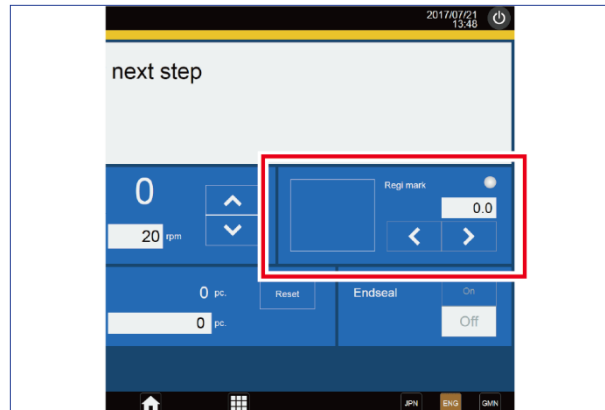 2017/07/21
13:48
next step
0
20 rpm
Regi mark
0.0
0 pc.
Reset
0 pc.
Endseal
On
Off
JPN ENG GMN